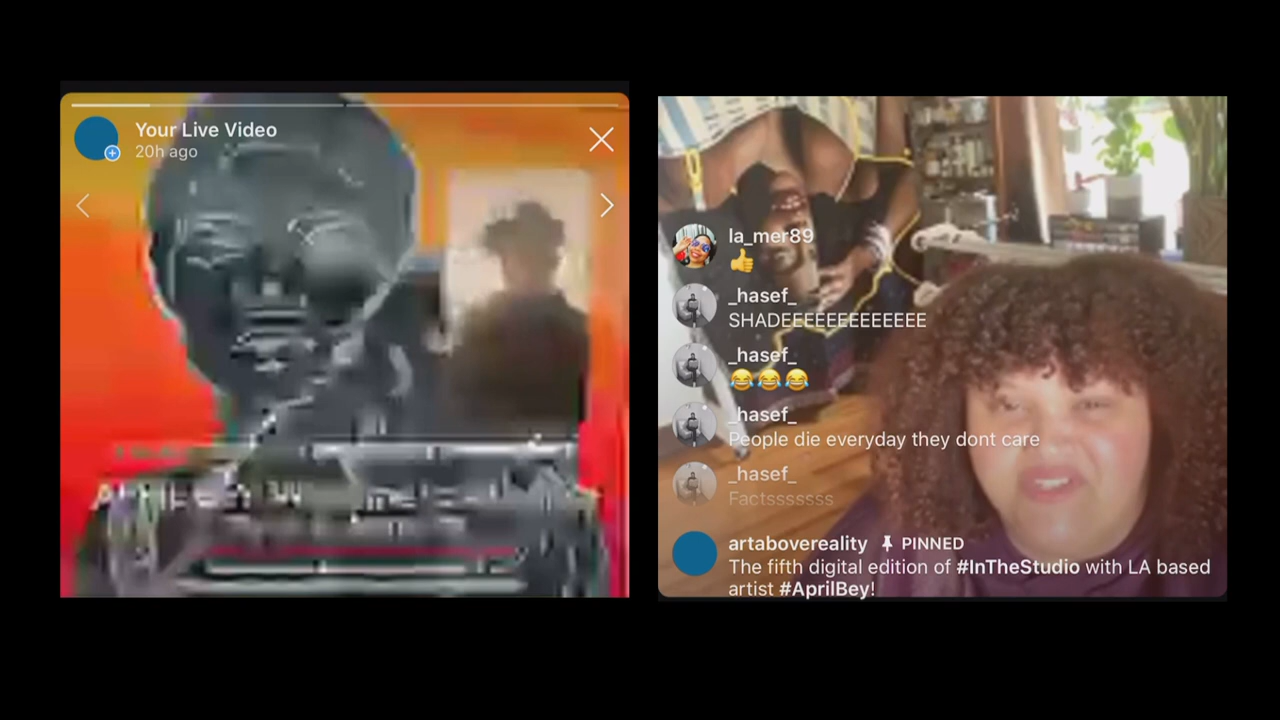 Your Live Video
20h ago
la_mer89
👍
_hasef_
SHADEEEEEEEEEEEEE
_hasef_
😂😂😂
_hasef_
People die everyday they dont care
_hasef_
Factsssssss
artabovereality 📌 PINNED
The fifth digital edition of #InTheStudio with LA based
artist #AprilBey!